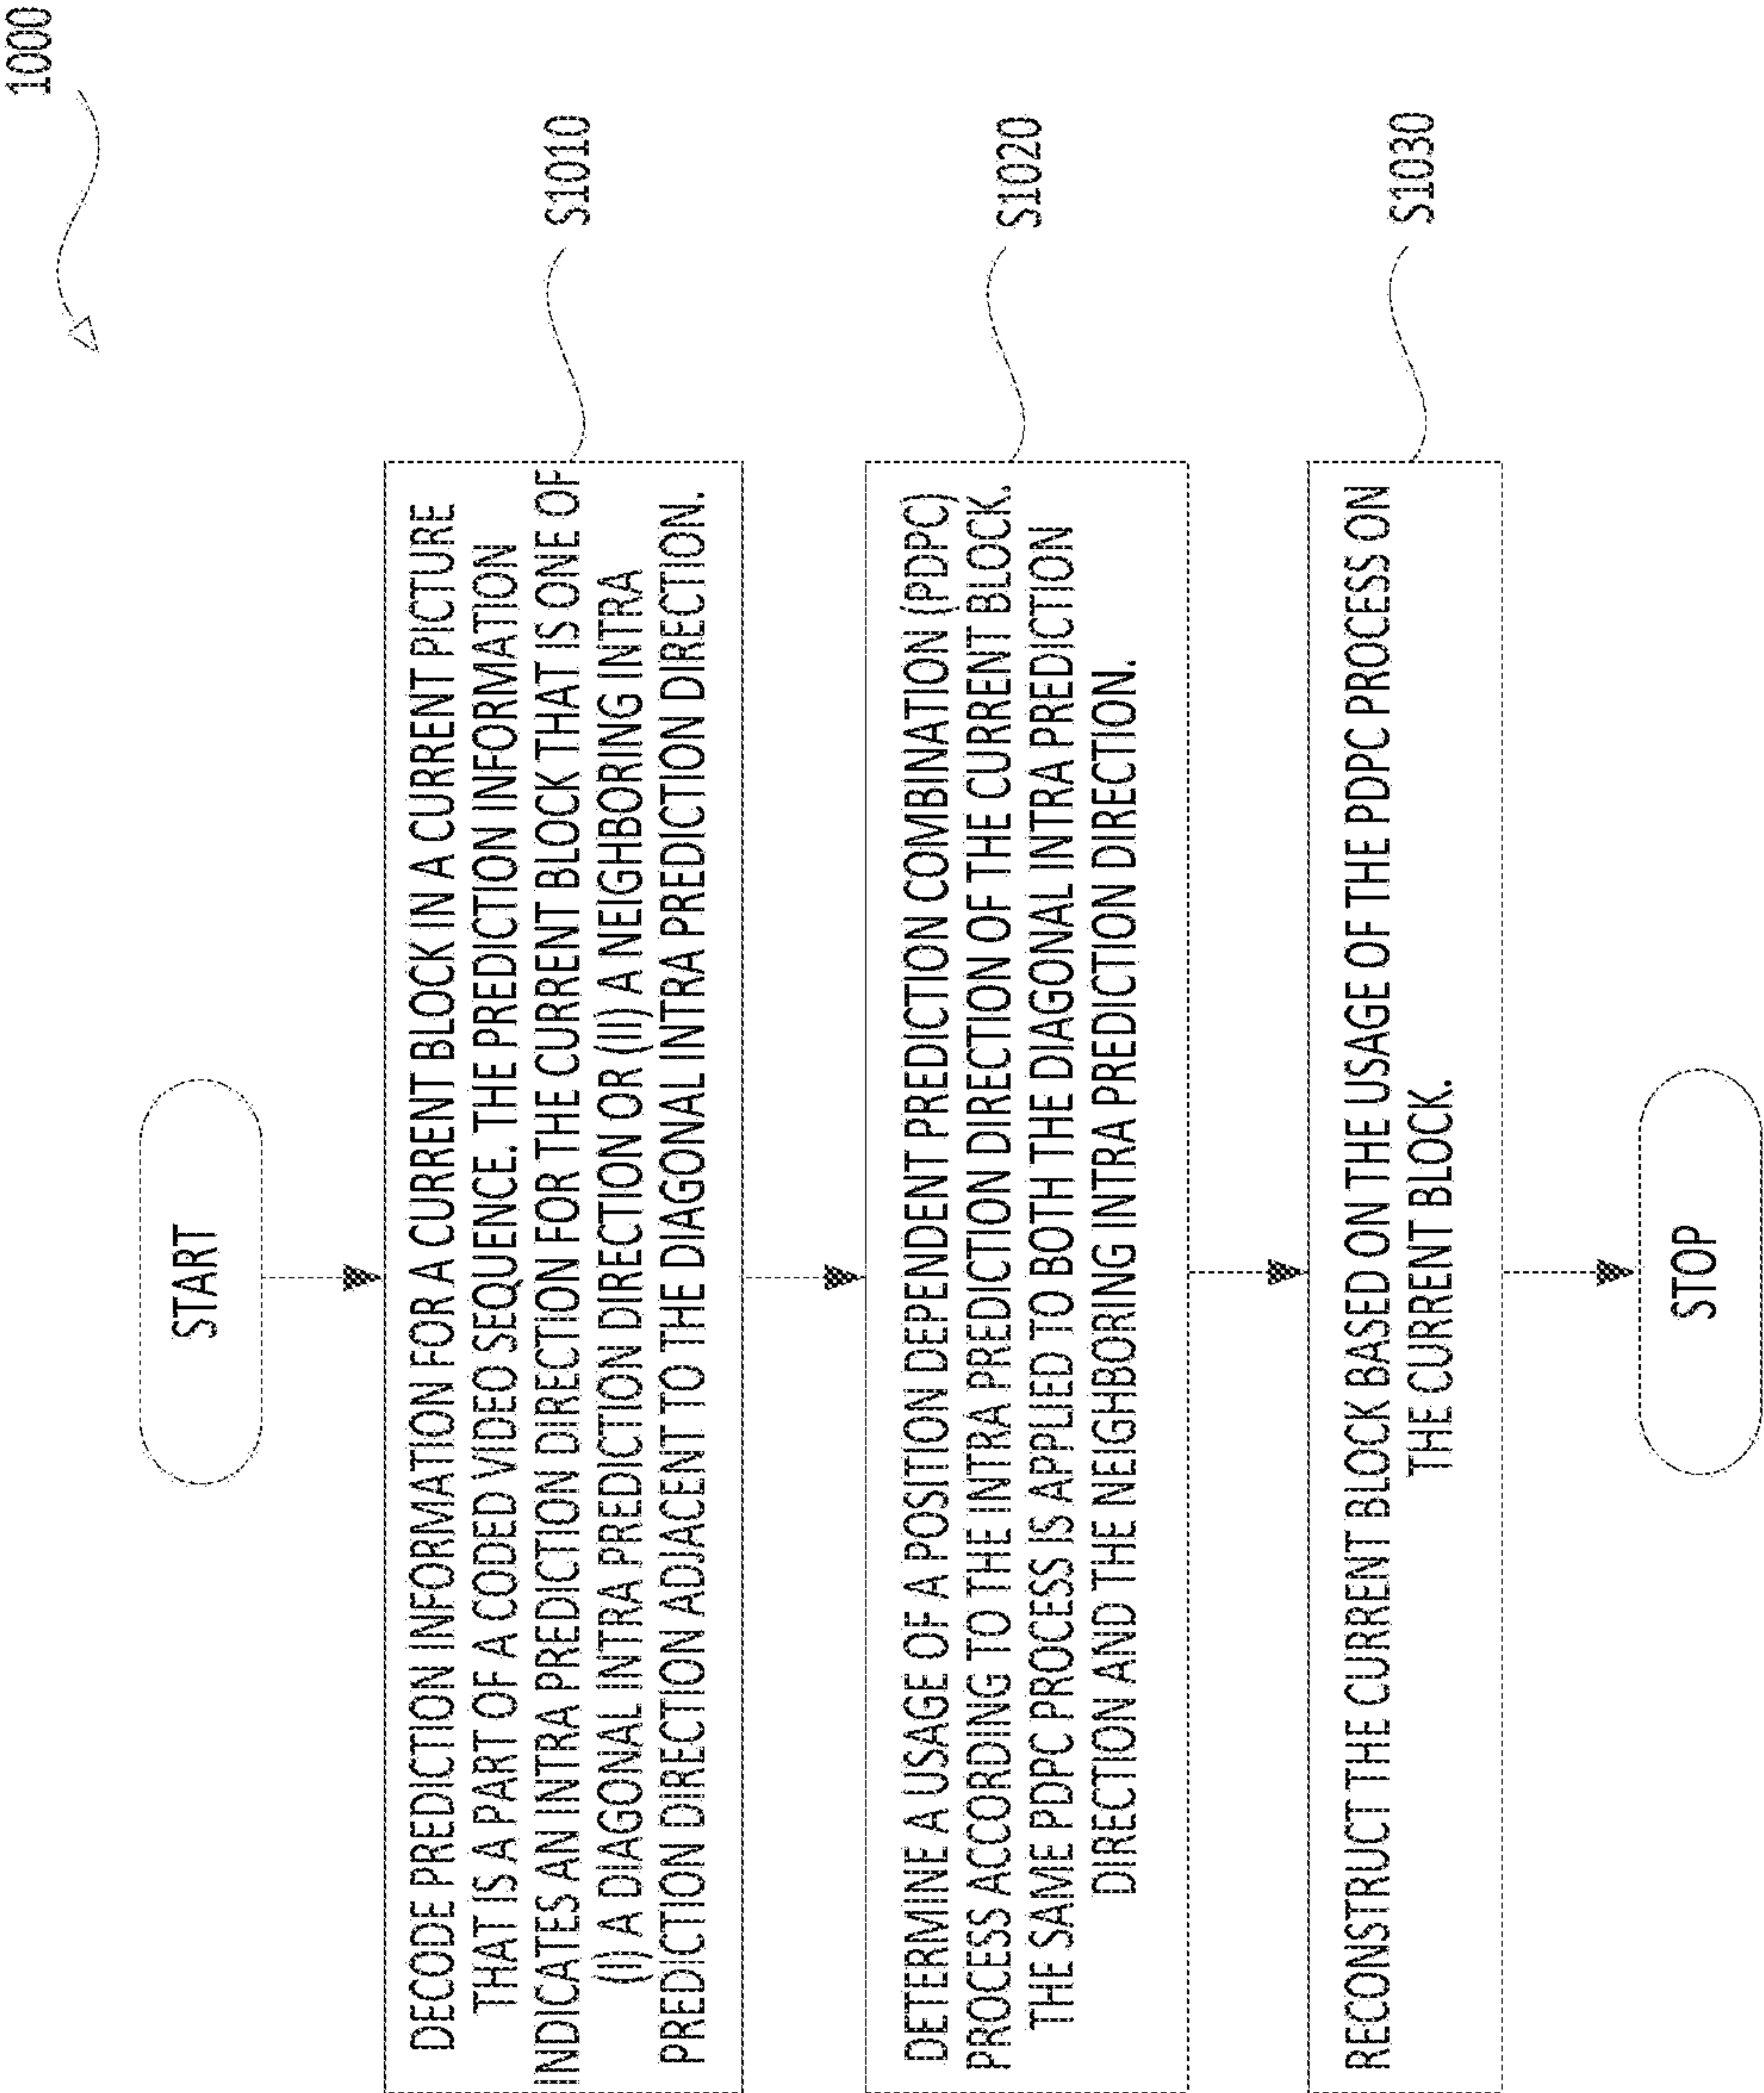 1000
START
DECODE PREDICTION INFORMATION FOR A CURRENT BLOCK IN A CURRENT PICTURE
THAT IS A PART OF A CODED VIDEO SEQUENCE. THE PREDICTION INFORMATION
INDICATES AN INTRA PREDICTION DIRECTION FOR THE CURRENT BLOCK THAT IS ONE OF
(I) A DIAGONAL INTRA PREDICTION DIRECTION OR (II) A NEIGHBORING INTRA
PREDICTION DIRECTION ADJACENT TO THE DIAGONAL INTRA PREDICTION DIRECTION.
S1010
DETERMINE A USAGE OF A POSITION DEPENDENT PREDICTION COMBINATION (PDPC)
PROCESS ACCORDING TO THE INTRA PREDICTION DIRECTION OF THE CURRENT BLOCK.
THE SAME PDPC PROCESS IS APPLIED TO BOTH THE DIAGONAL INTRA PREDICTION
DIRECTION AND THE NEIGHBORING INTRA PREDICTION DIRECTION.
S1020
RECONSTRUCT THE CURRENT BLOCK BASED ON THE USAGE OF THE PDPC PROCESS ON
THE CURRENT BLOCK.
S1030
STOP